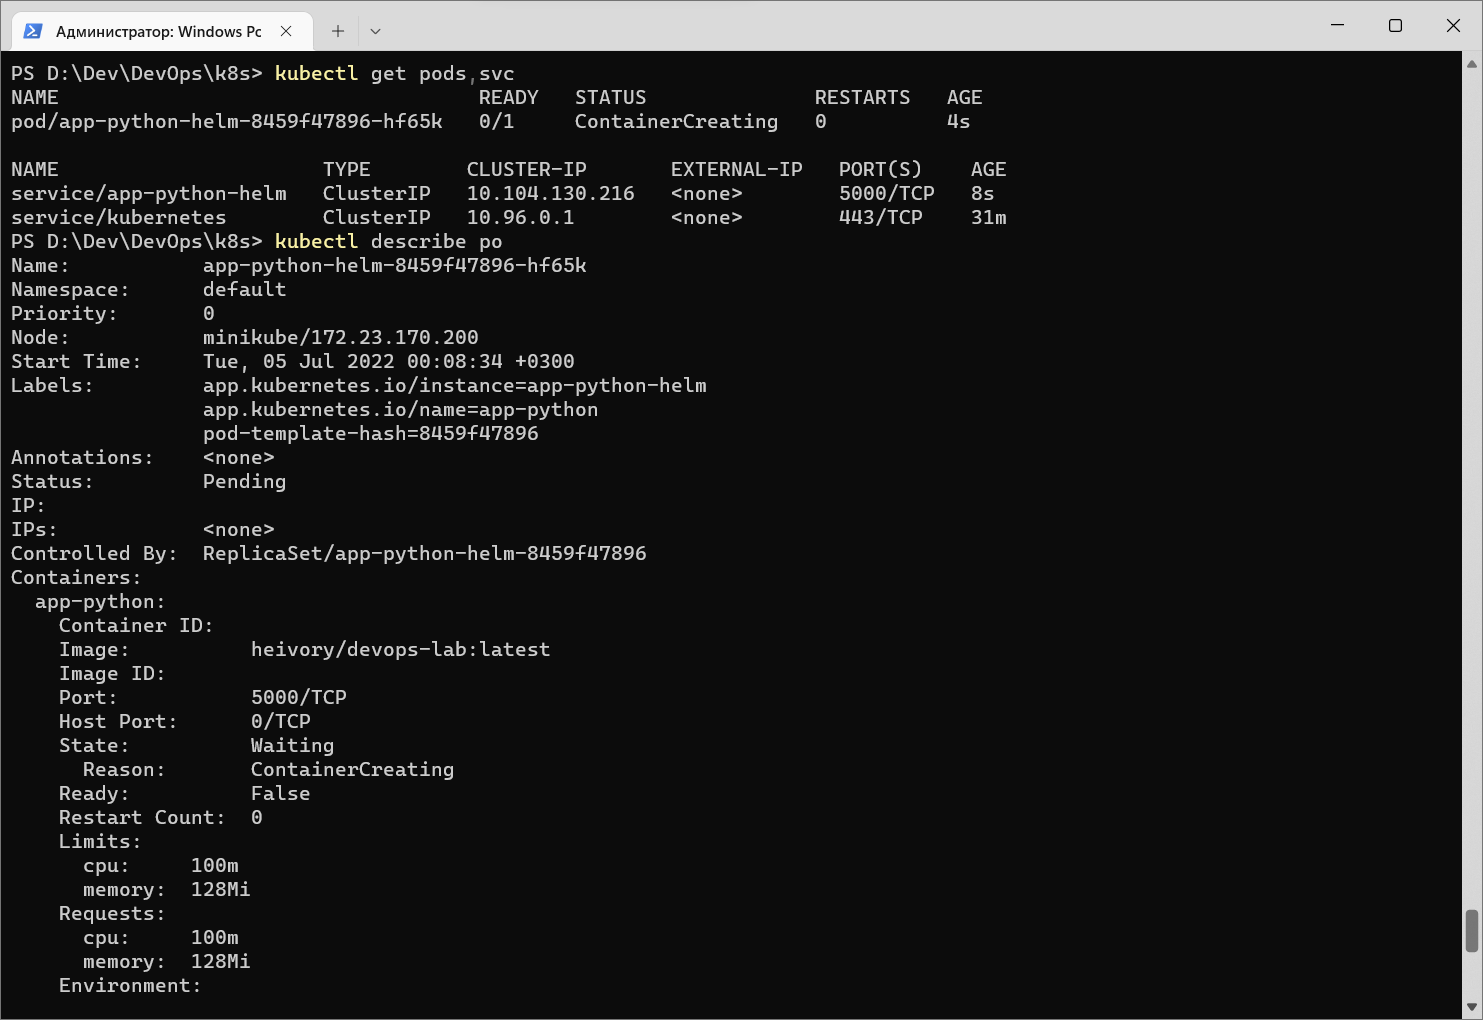 Администратор: Windows Pc
PS D:\Dev\DevOps\k8s> kubectl get pods,svc
NAME                                   READY   STATUS              RESTARTS   AGE
pod/app-python-helm-8459f47896-hf65k   0/1     ContainerCreating   0          4s

NAME                      TYPE        CLUSTER-IP       EXTERNAL-IP   PORT(S)    AGE
service/app-python-helm   ClusterIP   10.104.130.216   <none>        5000/TCP   8s
service/kubernetes        ClusterIP   10.96.0.1        <none>        443/TCP    31m
PS D:\Dev\DevOps\k8s> kubectl describe po
Name:           app-python-helm-8459f47896-hf65k
Namespace:      default
Priority:       0
Node:           minikube/172.23.170.200
Start Time:     Tue, 05 Jul 2022 00:08:34 +0300
Labels:         app.kubernetes.io/instance=app-python-helm
                app.kubernetes.io/name=app-python
                pod-template-hash=8459f47896
Annotations:    <none>
Status:         Pending
IP:
IPs:            <none>
Controlled By:  ReplicaSet/app-python-helm-8459f47896
Containers:
  app-python:
    Container ID:
    Image:          heivory/devops-lab:latest
    Image ID:
    Port:           5000/TCP
    Host Port:      0/TCP
    State:          Waiting
      Reason:       ContainerCreating
    Ready:          False
    Restart Count:  0
    Limits:
      cpu:     100m
      memory:  128Mi
    Requests:
      cpu:     100m
      memory:  128Mi
    Environment: